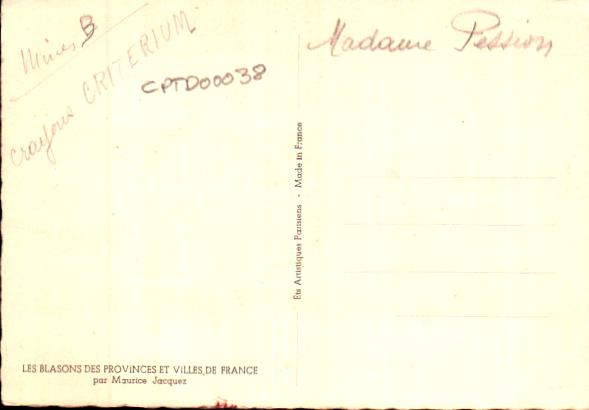 Mines B
crayons CRITERIUM
CPTD00038
Madame Pession
Ets Artistiques Parisiens - Made in France
LES BLASONS DES PROVINCES ET VILLES DE FRANCE
par Maurice Jacquez